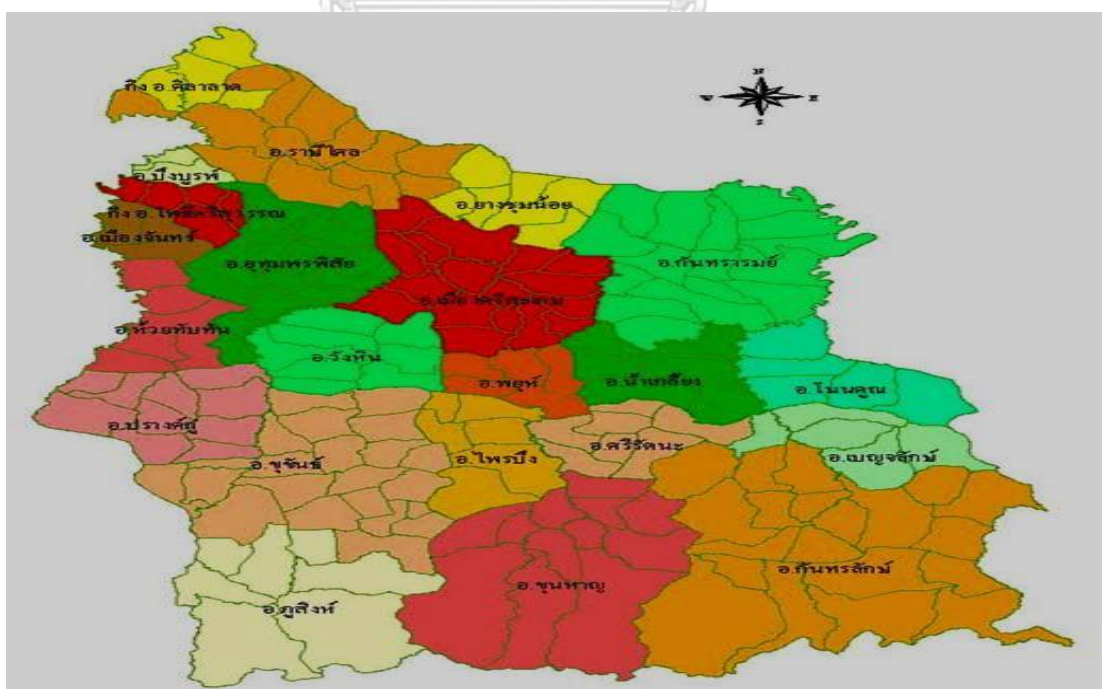 N
W E
S
กิ่ง อ.ศิลาลาด
อ.ราษีไศล
อ.บึงบูรพ์
อ.ยางชุมน้อย
กิ่ง อ.โพธิ์ศรีสุวรรณ
อ.เมืองจันทร์
อ.อุทุมพรพิสัย
อ.กันทรารมย์
อ.เมืองศรีสะเกษ
อ.ห้วยทับทัน
อ.วังหิน
อ.พยุห์
อ.น้ำเกลี้ยง
อ.โนนคูณ
อ.ปรางค์กู่
อ.ขุขันธ์
อ.ไพรบึง
อ.ศรีรัตนะ
อ.เบญจลักษ์
อ.กันทรลักษ์
อ.ขุนหาญ
อ.ภูสิงห์